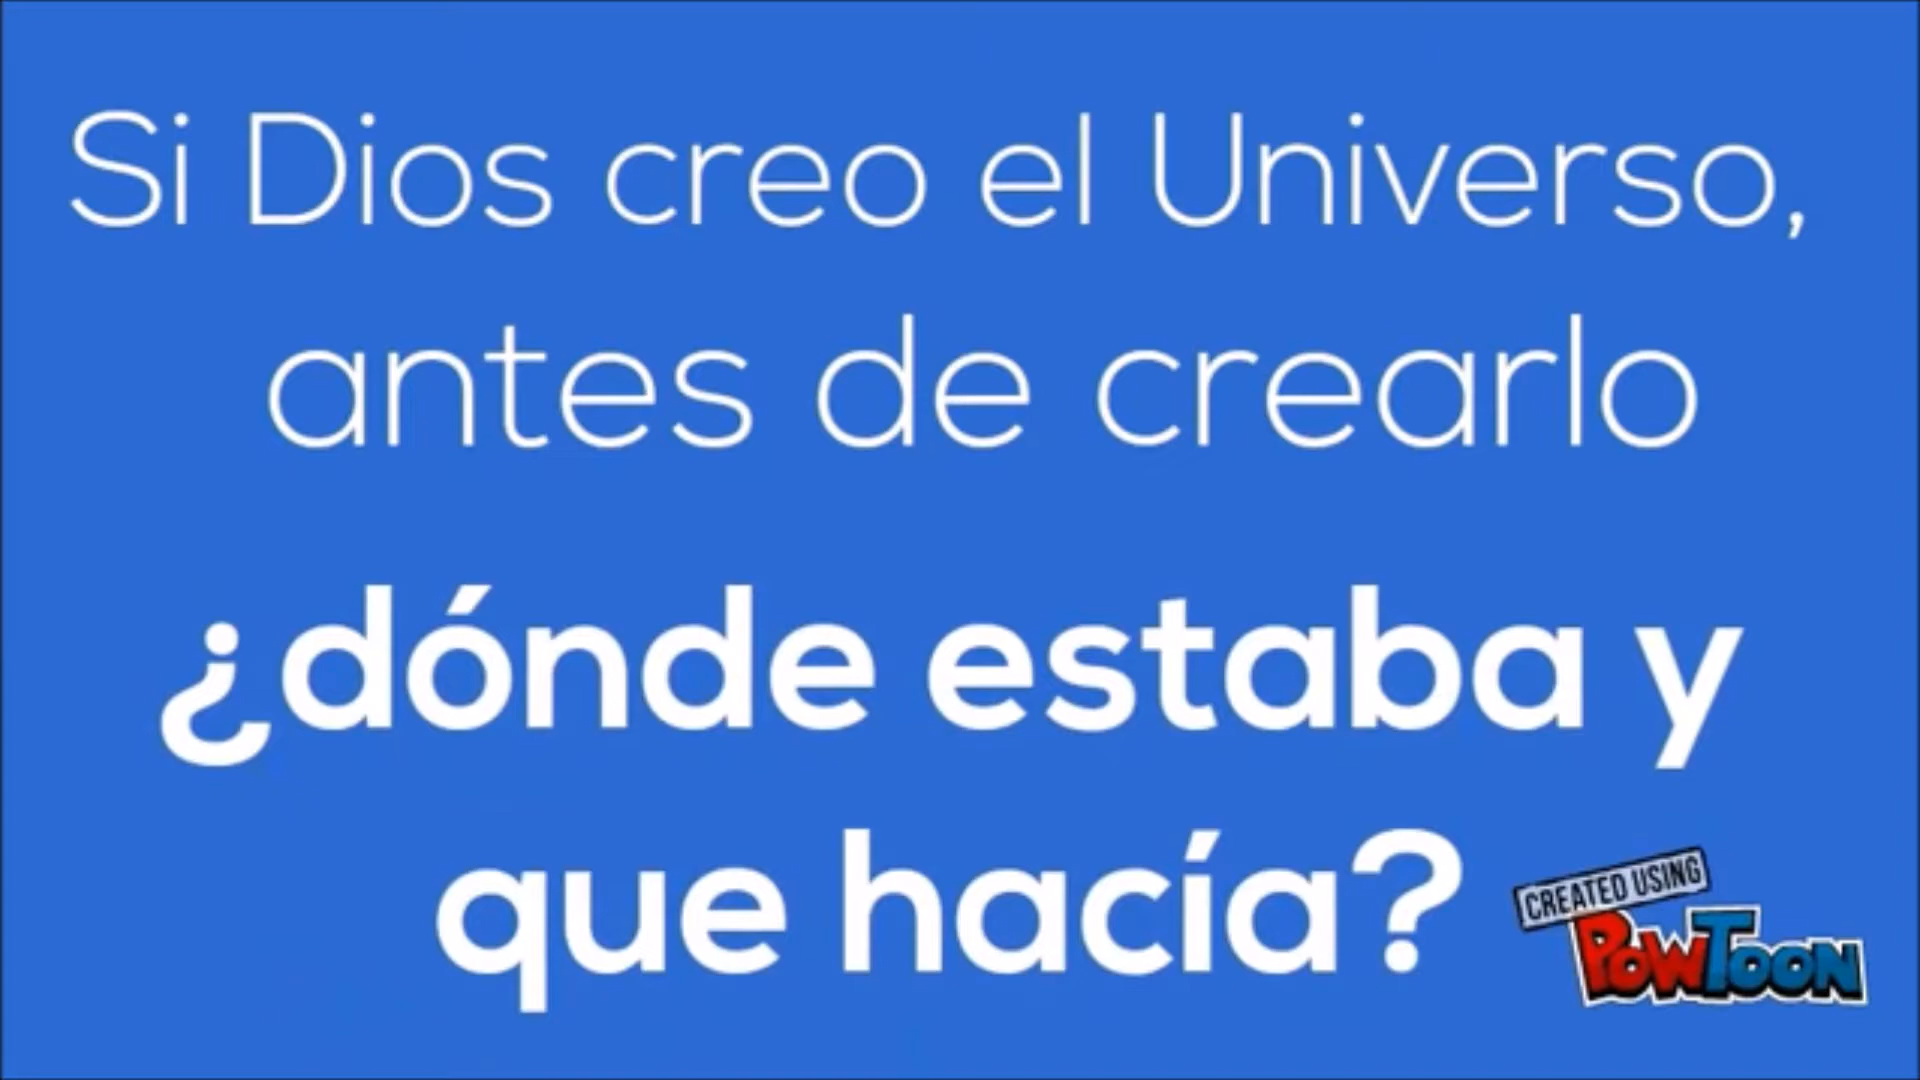 Si Dios creo el Universo,
antes de crearlo
¿dónde estaba y
que hacía?
CREATED USING
POWTOON